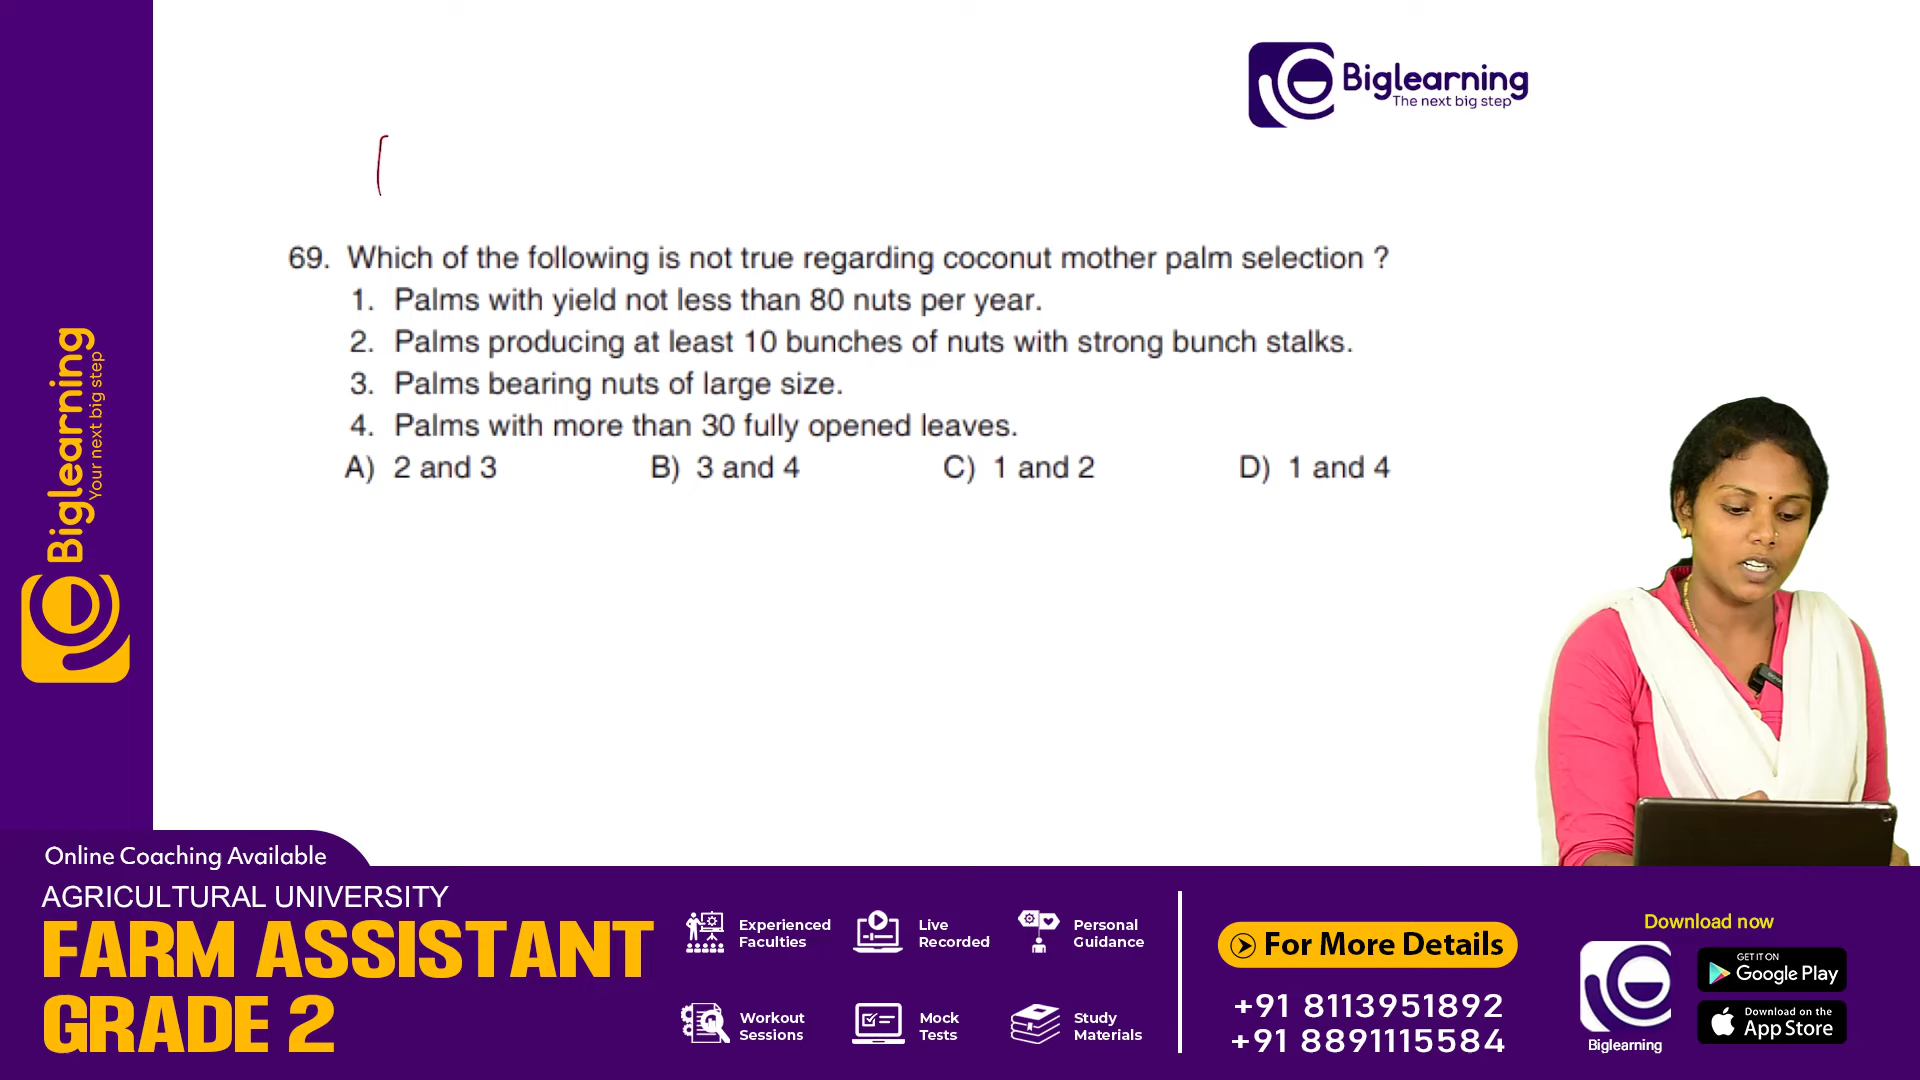 Biglearning
The next big step
69. Which of the following is not true regarding coconut mother palm selection ?
1. Palms with yield not less than 80 nuts per year.
2. Palms producing at least 10 bunches of nuts with strong bunch stalks.
3. Palms bearing nuts of large size.
4. Palms with more than 30 fully opened leaves.
A) 2 and 3 B) 3 and 4 C) 1 and 2 D) 1 and 4
Biglearning
Your next big step
Online Coaching Available
AGRICULTURAL UNIVERSITY
FARM ASSISTANT
GRADE 2
Experienced
Faculties
Live
Recorded
Personal
Guidance
Workout
Sessions
Mock
Tests
Study
Materials
For More Details
+91 8113951892
+91 8891115584
Download now
Biglearning
GET IT ON
Google Play
Download on the
App Store